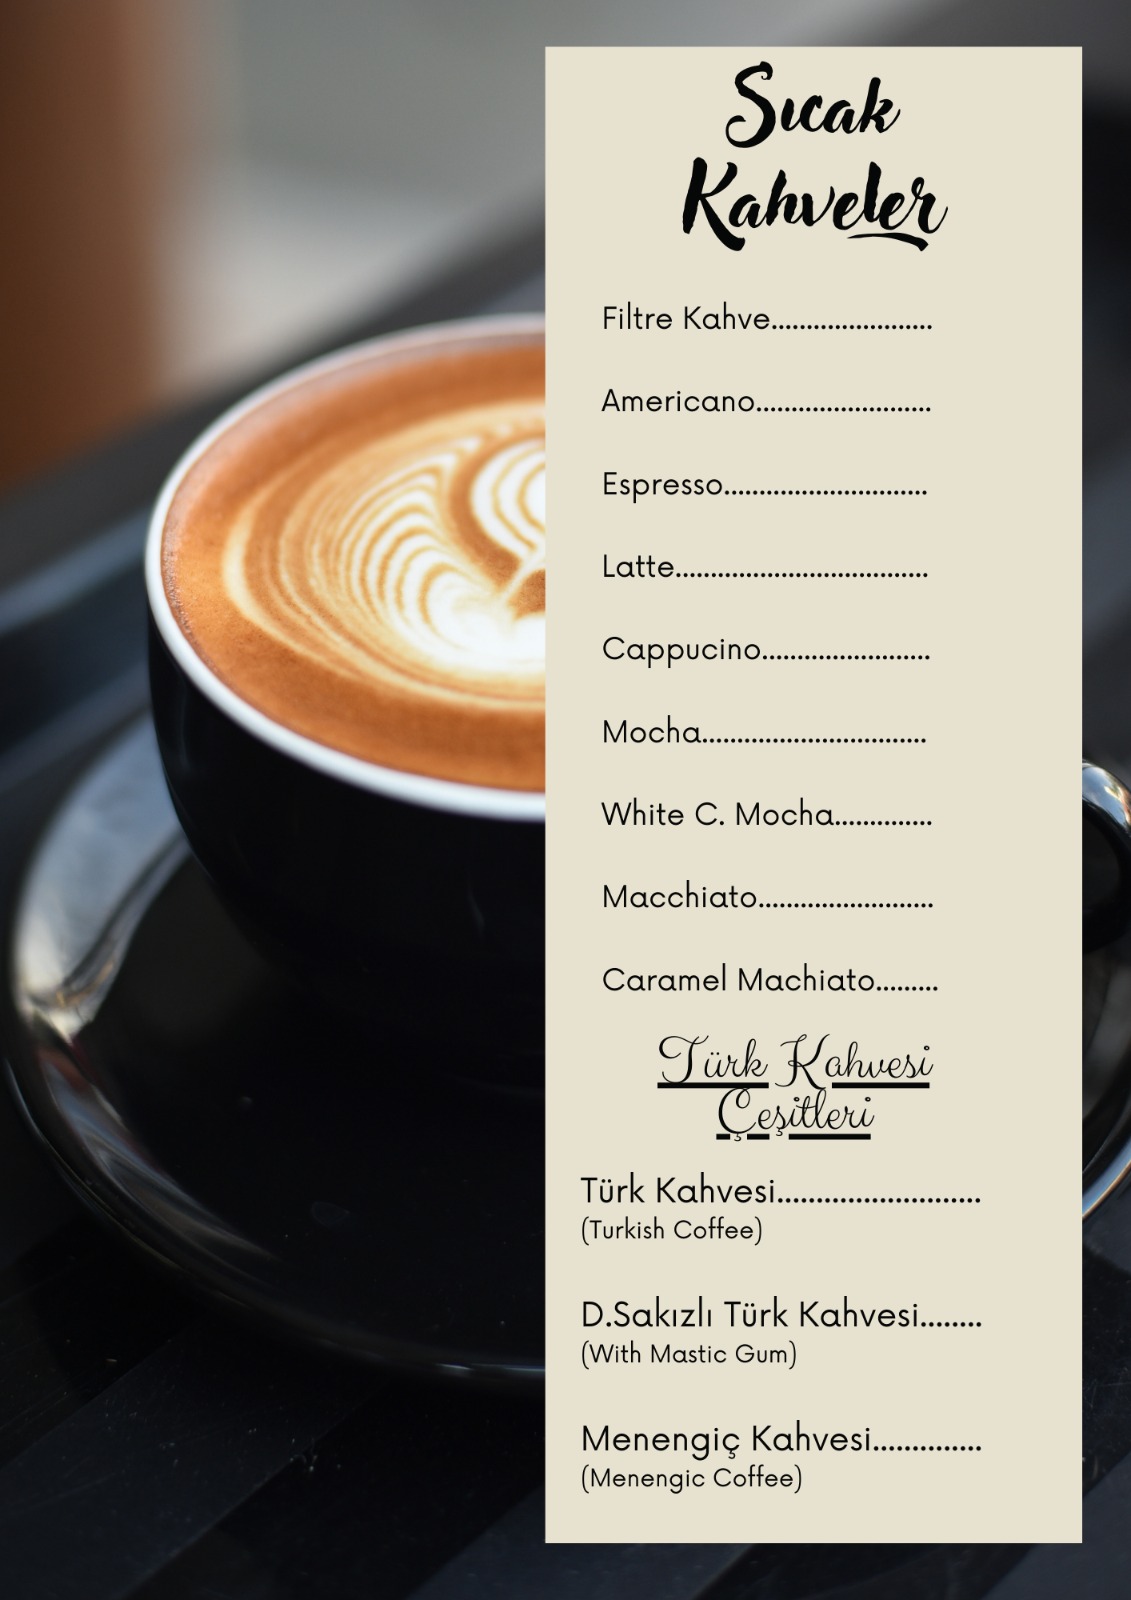 Sıcak
Kahveler
Filtre Kahve.......................
Americano.........................
Espresso.............................
Latte....................................
Cappucino........................
Mocha................................
White C. Mocha..............
Macchiato.........................
Caramel Machiato.........
Türk Kahvesi
Çeşitleri
Türk Kahvesi..........................
(Turkish Coffee)
D.Sakızlı Türk Kahvesi........
(With Mastic Gum)
Menengiç Kahvesi..............
(Menengic Coffee)